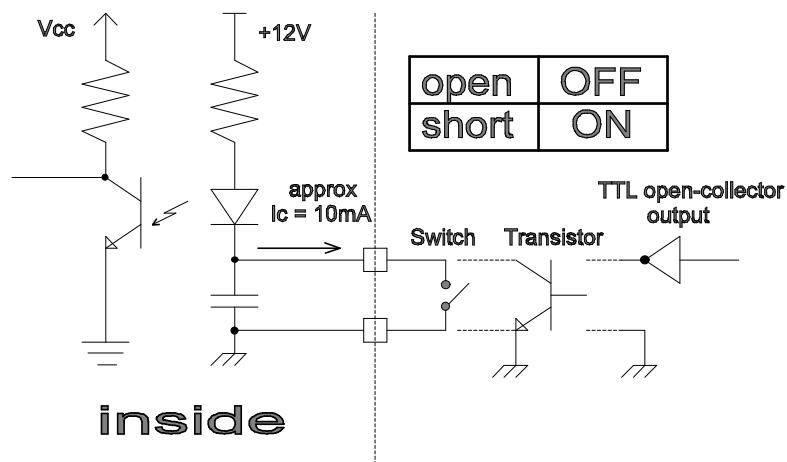 Vcc
+12V
open OFF
short ON
approx
Ic = 10mA
TTL open-collector
output
Switch
Transistor
inside